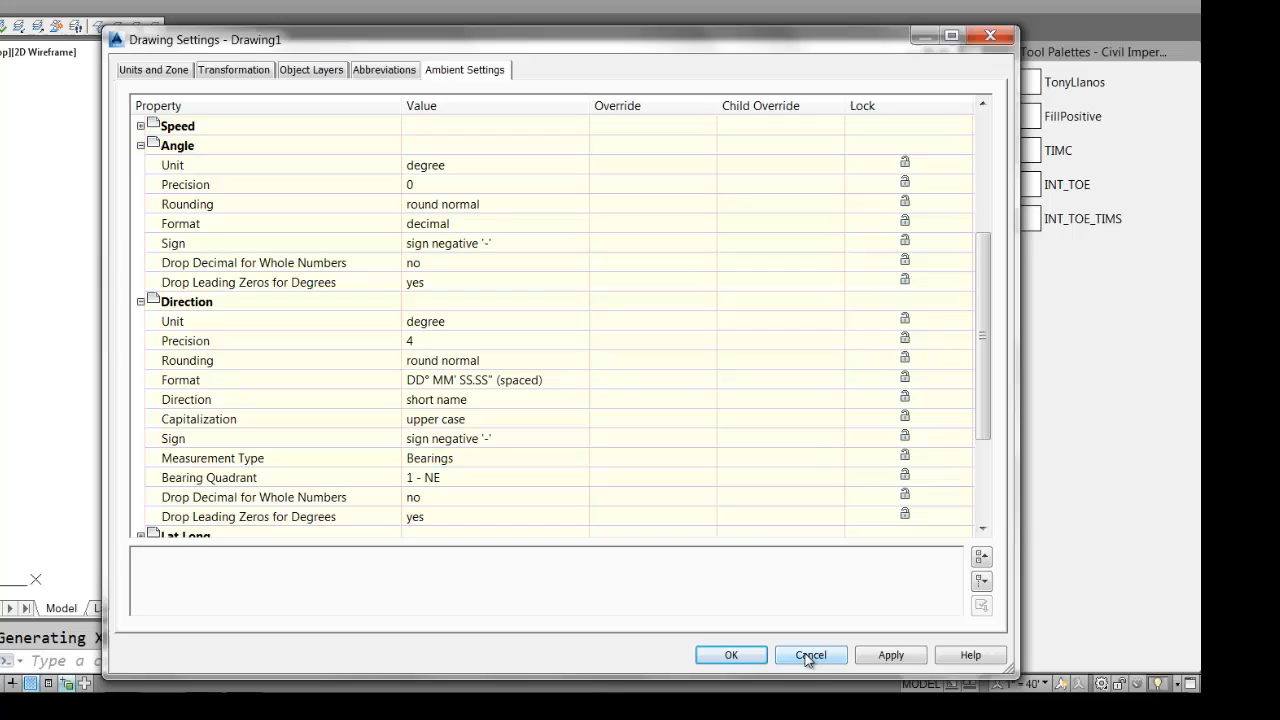 Drawing Settings - Drawing1
][2D Wireframe]
Tool Palettes - Civil Imper...
Units and Zone Transformation Object Layers Abbreviations Ambient Settings
TonyLlanos
Property Value Override Child Override Lock
FillPositive
Speed
Angle
TIMC
Unit degree
Precision 0
INT_TOE
Rounding round normal
INT_TOE_TIMS
Format decimal
Sign sign negative '-'
Drop Decimal for Whole Numbers no
Drop Leading Zeros for Degrees yes
Direction
Unit degree
Precision 4
Rounding round normal
Format DD° MM' SS.SS" (spaced)
Direction short name
Capitalization upper case
Sign sign negative '-'
Measurement Type Bearings
Bearing Quadrant 1 - NE
Drop Decimal for Whole Numbers no
Drop Leading Zeros for Degrees yes
Lat Long
X
Model
Generating X
Type a c
OK Cancel Apply Help
MODEL 1" = 40'